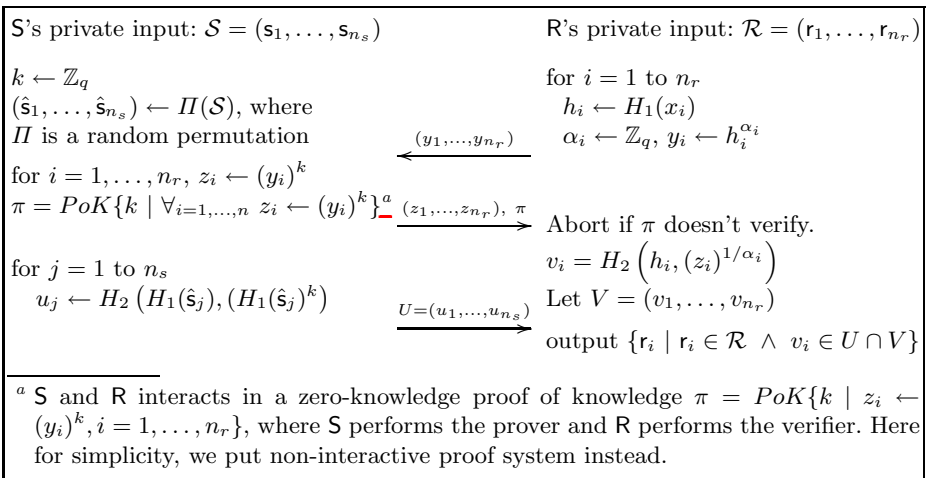 S's private input: 𝒮 = (s₁, . . . , sₙₛ)
R's private input: ℛ = (r₁, . . . , rₙᵣ)
k ← ℤ_q
for i = 1 to n_r
(ŝ₁, . . . , ŝ_{n_s}) ← Π(𝒮), where
h_i ← H₁(x_i)
Π is a random permutation
α_i ← ℤ_q, y_i ← h_i^{α_i}
(y₁,...,y_{n_r})
for i = 1, . . . , n_r, z_i ← (y_i)^k
π = PoK{k | ∀_{i=1,...,n} z_i ← (y_i)^k}^a
(z₁,...,z_{n_r}), π
Abort if π doesn't verify.
v_i = H₂ (h_i, (z_i)^{1/α_i})
for j = 1 to n_s
u_j ← H₂ (H₁(ŝ_j), (H₁(ŝ_j)^k)
Let V = (v₁, . . . , v_{n_r})
U=(u₁,...,u_{n_s})
output {r_i | r_i ∈ ℛ ∧ v_i ∈ U ∩ V}
^a S and R interacts in a zero-knowledge proof of knowledge π = PoK{k | z_i ←
(y_i)^k, i = 1, . . . , n_r}, where S performs the prover and R performs the verifier. Here
for simplicity, we put non-interactive proof system instead.